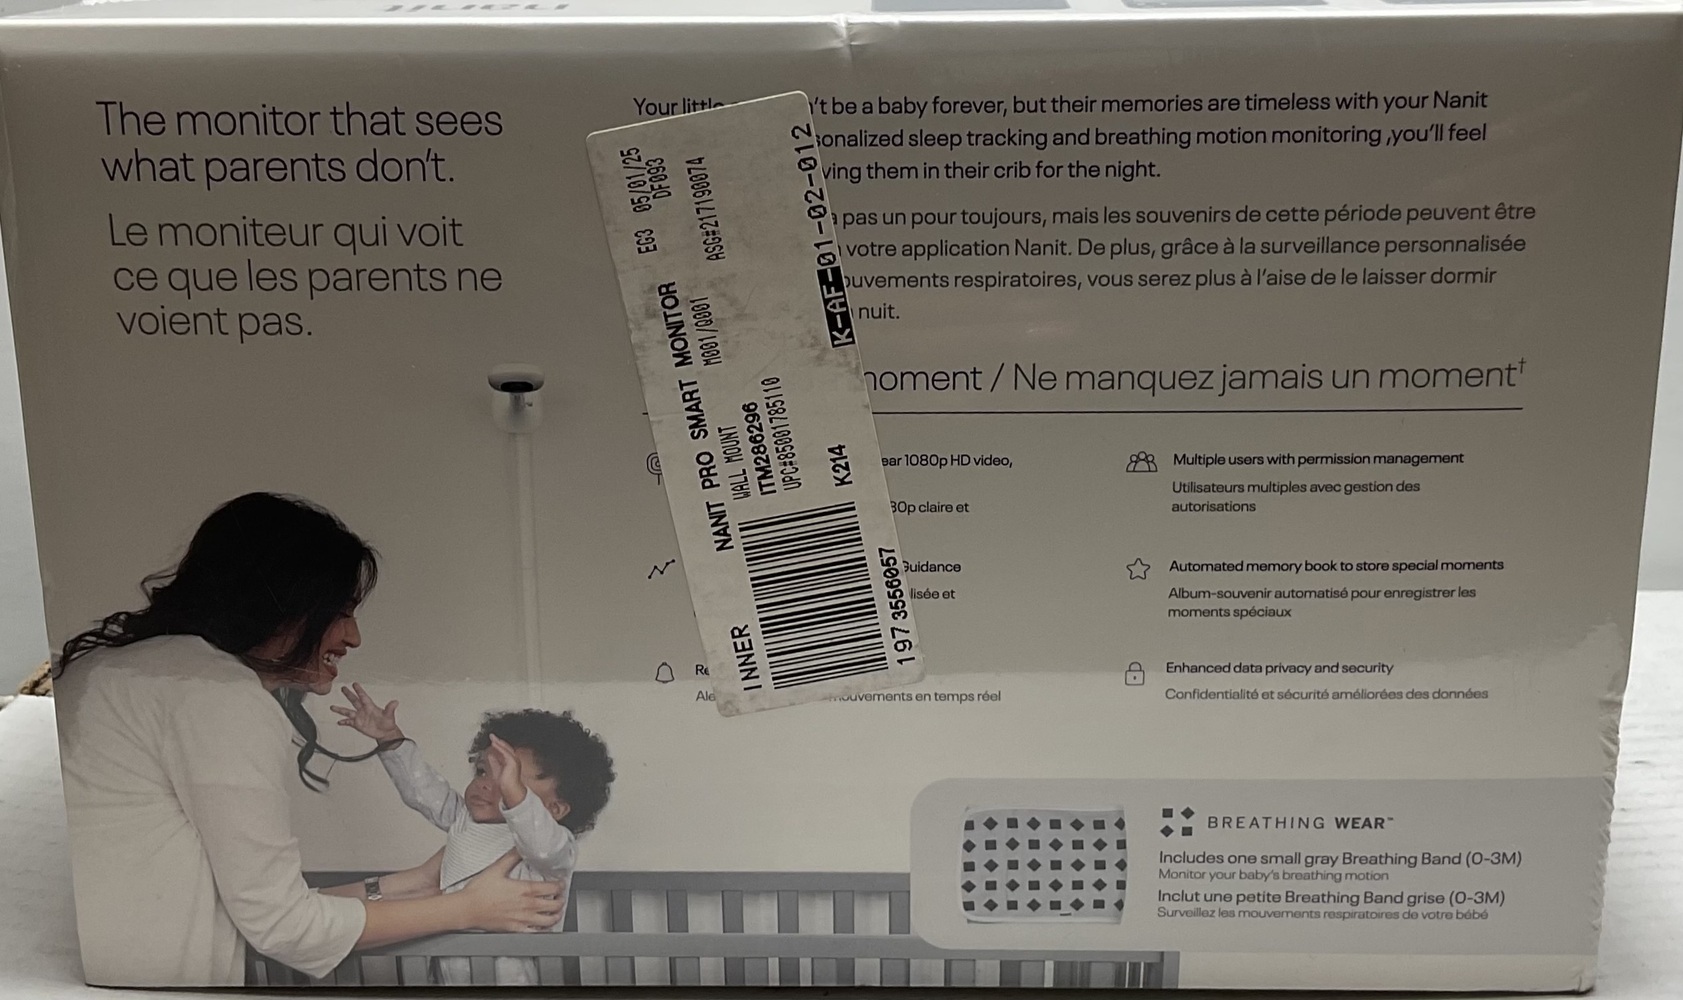 The monitor that sees
what parents don't.
Le moniteur qui voit
ce que les parents ne
voient pas.
Your little 't be a baby forever, but their memories are timeless with your Nanit
sonalized sleep tracking and breathing motion monitoring ,you'll feel
ving them in their crib for the night.
pas un pour toujours, mais les souvenirs de cette période peuvent être
votre application Nanit. De plus, grâce à la surveillance personnalisée
ouvements respiratoires, vous serez plus à l'aise de le laisser dormir
nuit.
moment / Ne manquez jamais un moment†
ear 1080p HD video,
80p claire et
Guidance
lisée et
Re
Ale mouvements en temps réel
Multiple users with permission management
Utilisateurs multiples avec gestion des
autorisations
Automated memory book to store special moments
Album-souvenir automatisé pour enregistrer les
moments spéciaux
Enhanced data privacy and security
Confidentialité et sécurité améliorées des données
BREATHING WEAR™
Includes one small gray Breathing Band (0-3M)
Monitor your baby's breathing motion
Inclut une petite Breathing Band grise (0-3M)
Surveillez les mouvements respiratoires de votre bébé
EG3 05/01/25
DF093
NANIT PRO SMART MONITOR
M001/Q001 ASG#217190074
WALL MOUNT
ITM286296
UPC#85001785110
K214 K-AF-01-02-012
INNER
197 3556057